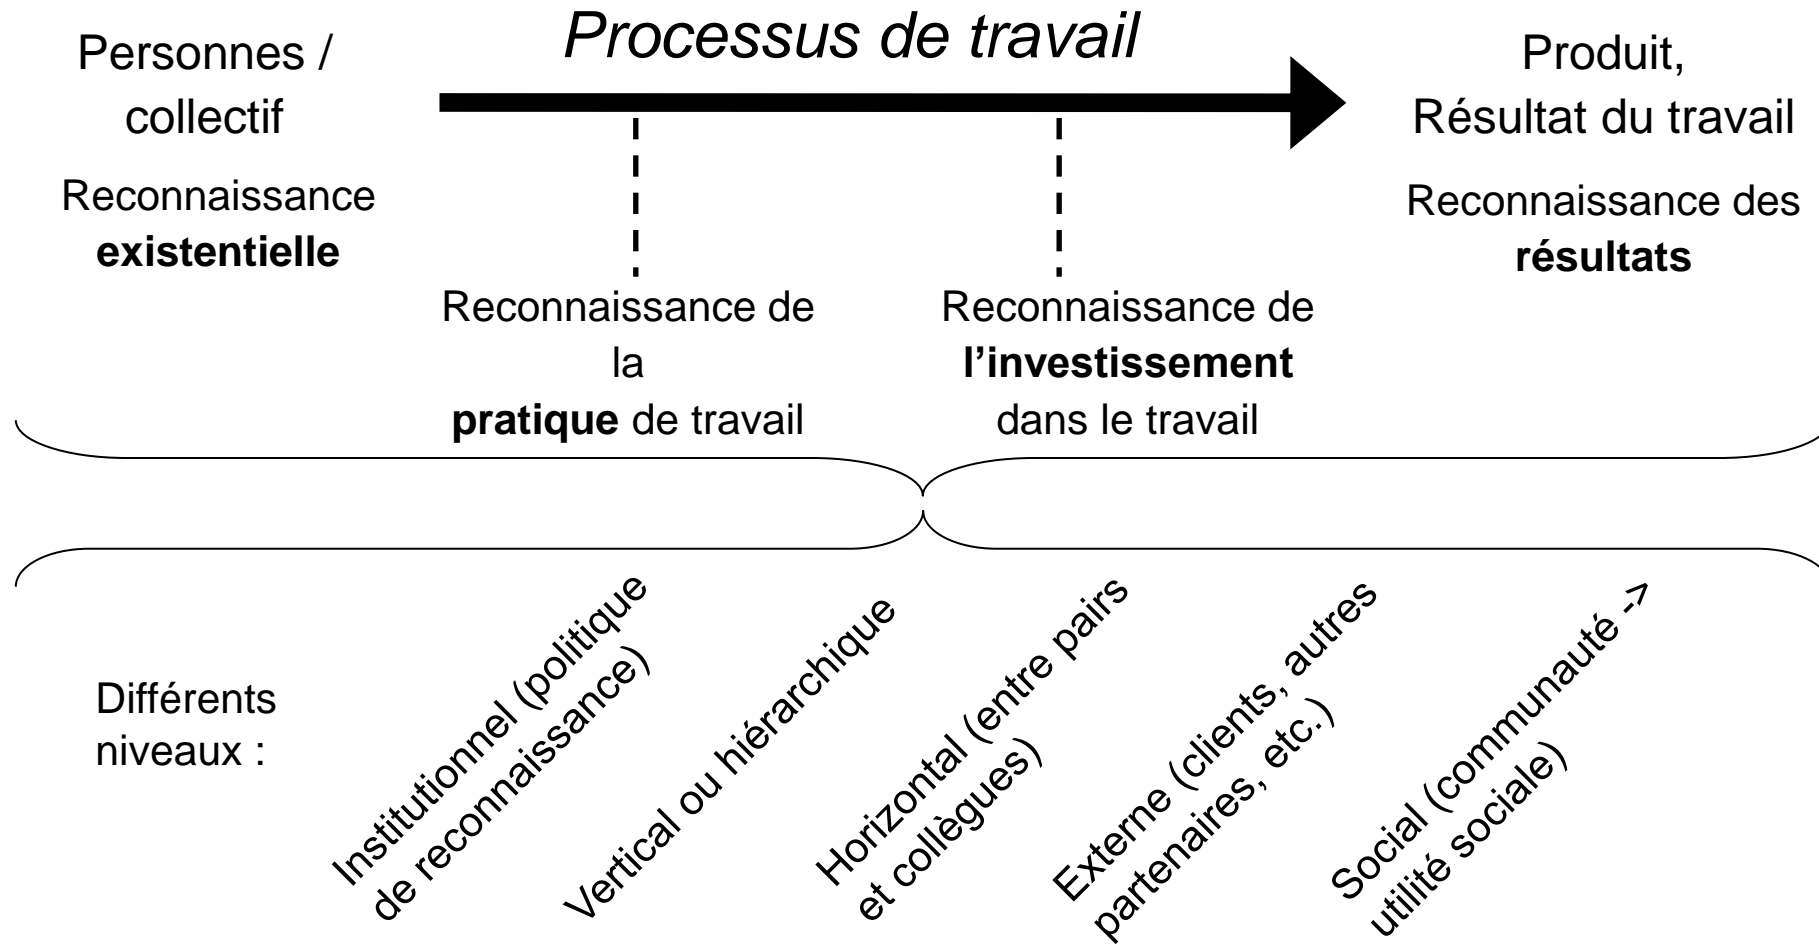 Personnes /
collectif
Reconnaissance
existentielle
Processus de travail
Produit,
Résultat du travail
Reconnaissance des
résultats
Reconnaissance de
la
pratique de travail
Reconnaissance de
l’investissement
dans le travail
Différents
niveaux :
Institutionnel (politique
de reconnaissance)
Vertical ou hiérarchique
Horizontal (entre pairs
et collègues)
Externe (clients, autres
partenaires, etc.)
Social (communauté ->
utilité sociale)